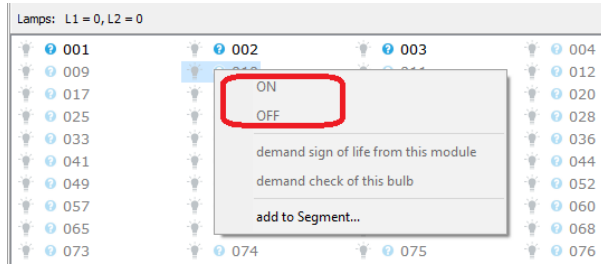 Lamps: L1 = 0, L2 = 0
001 002 003 004
009 012
017 ON 020
025 OFF 028
033 036
041 demand sign of life from this module 044
049 demand check of this bulb 052
057 060
065 add to Segment... 068
073 074 075 076